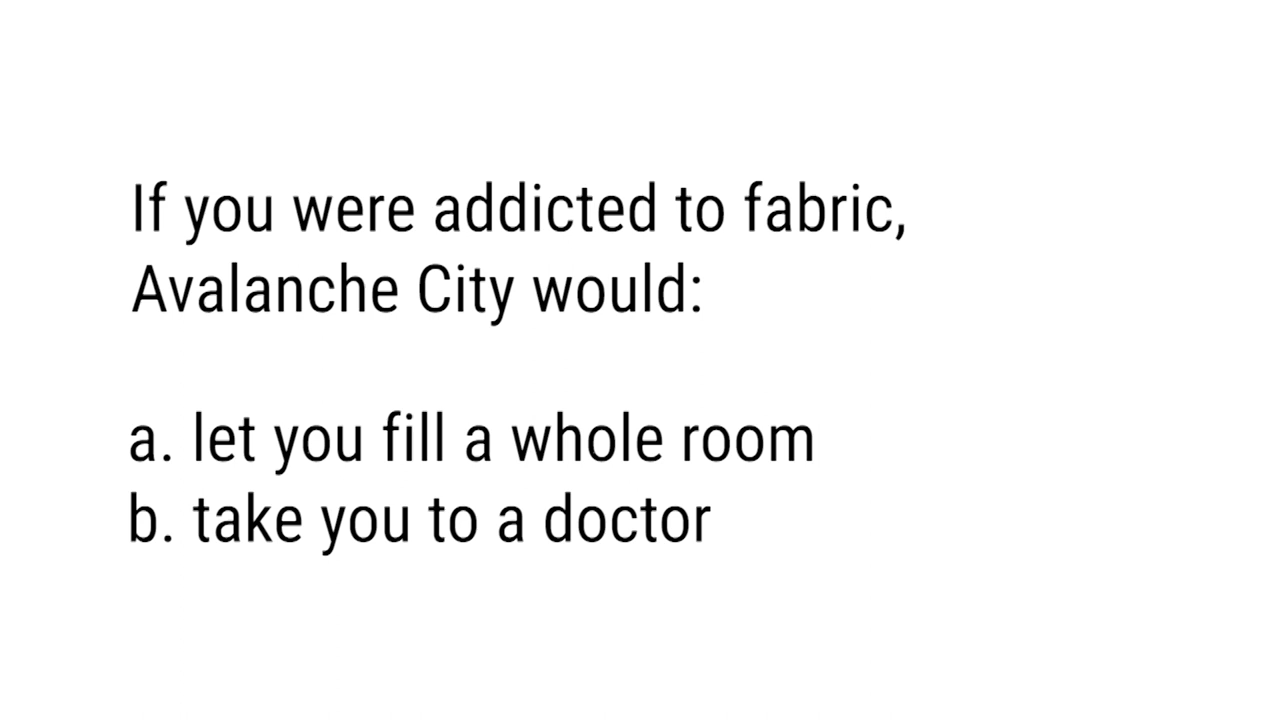 If you were addicted to fabric,
Avalanche City would:
a. let you fill a whole room
b. take you to a doctor